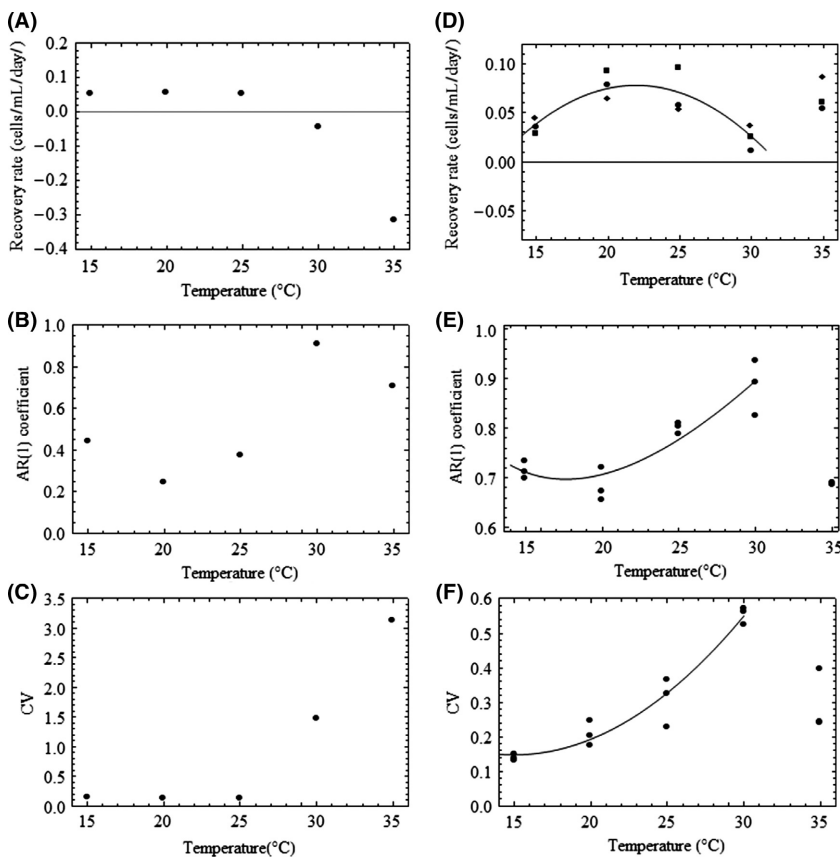 (A)
Recovery rate (cells/mL/day/)
0.2
0.1
0.0
−0.1
−0.2
−0.3
−0.4
15 20 25 30 35
Temperature (°C)
(B)
AR(1) coefficient
1.0
0.8
0.6
0.4
0.2
0.0
15 20 25 30 35
Temperature (°C)
(C)
CV
3.5
3.0
2.5
2.0
1.5
1.0
0.5
0.0
15 20 25 30 35
Temperature(°C)
(D)
Recovery rate (cells/mL/day/)
0.10
0.05
0.00
−0.05
15 20 25 30 35
Temperature (°C)
(E)
AR(1) coefficient
1.0
0.9
0.8
0.7
0.6
15 20 25 30 35
Temperature(°C)
(F)
CV
0.6
0.5
0.4
0.3
0.2
0.1
0.0
15 20 25 30 35
Temperature (°C)